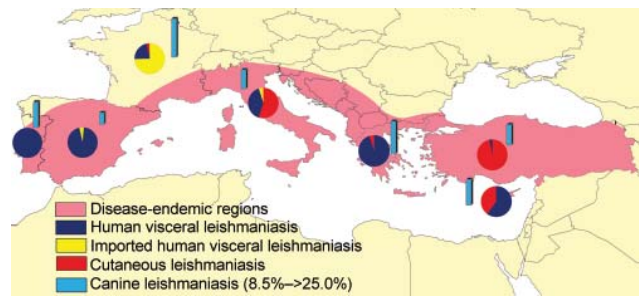 Disease-endemic regions
Human visceral leishmaniasis
Imported human visceral leishmaniasis
Cutaneous leishmaniasis
Canine leishmaniasis (8.5%–>25.0%)